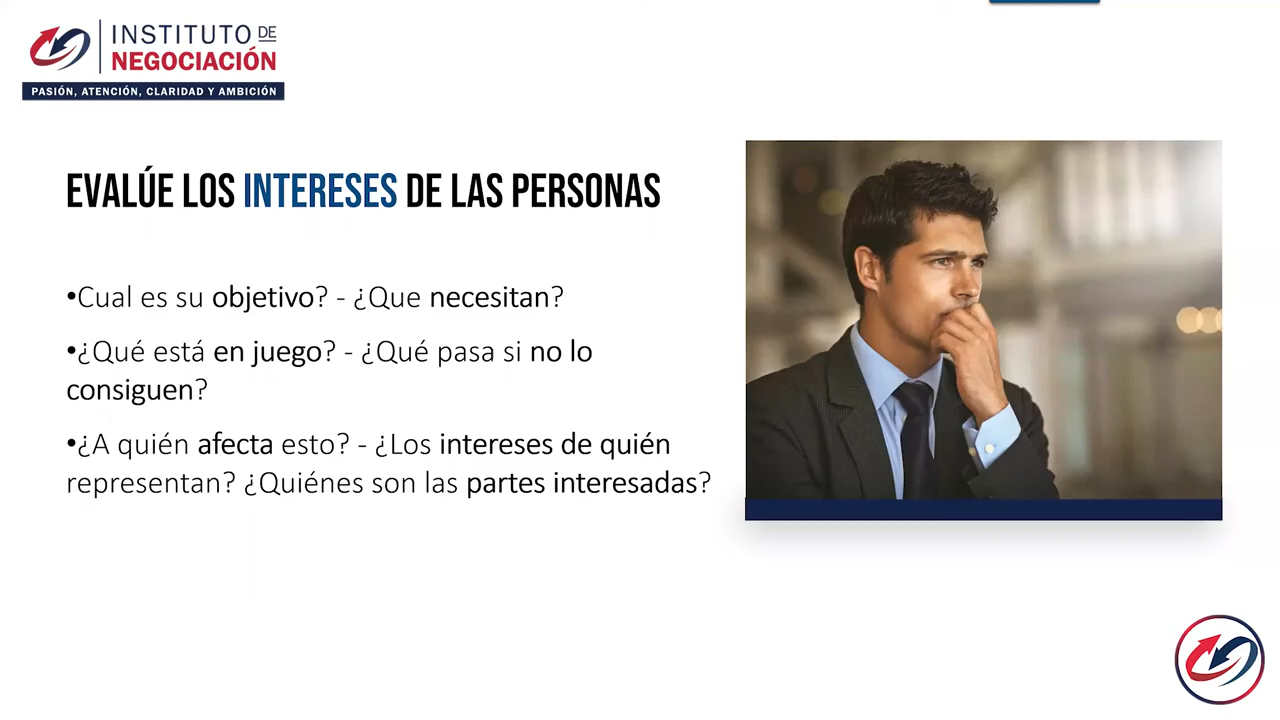 INSTITUTO DE
NEGOCIACIÓN
PASIÓN, ATENCIÓN, CLARIDAD Y AMBICIÓN
EVALÚE LOS INTERESES DE LAS PERSONAS
•Cual es su objetivo? - ¿Que necesitan?
•¿Qué está en juego? - ¿Qué pasa si no lo
consiguen?
•¿A quién afecta esto? - ¿Los intereses de quién
representan? ¿Quiénes son las partes interesadas?